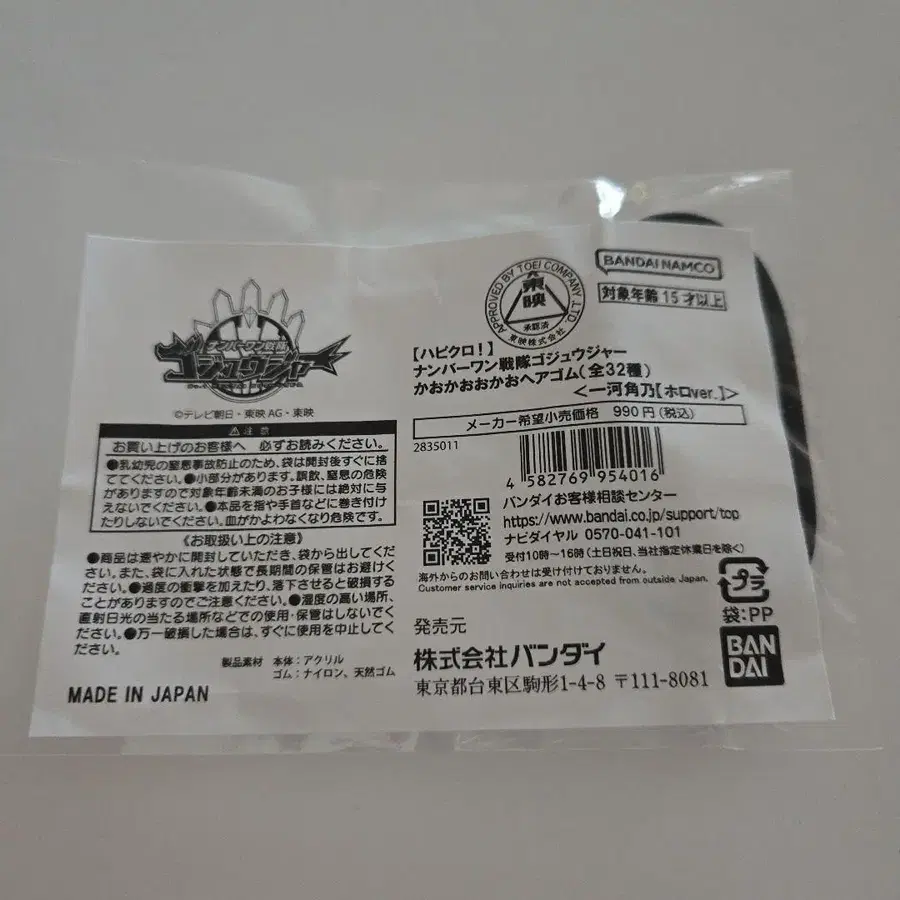 ナンバーワン戦隊
ゴジュウジャー
©テレビ朝日・東映AG・東映
⚠注意
お買い上げのお客様へ 必ずお読みください。
●乳幼児の窒息事故防止のため、袋は開封後すぐに捨
ててください。●小部分があります。誤飲、窒息の危険
がありますので対象年齢未満のお子様には絶対に与
えないでください。●本品を指や手首などに巻き付け
たりしないでください。血がかよわなくなり危険です。
《お取扱い上の注意》
●商品は速やかに開封していただき、袋から出してくだ
さい。また、袋に入れた状態で長期間の保管はお避けく
ださい。●過度の衝撃を加えたり、落下させると破損する
ことがありますのでご注意ください。●湿度の高い場所、
直射日光の当たる場所などでの使用・保管はしないでく
ださい。●万一破損した場合は、すぐに使用を中止してく
ださい。
製品素材 本体：アクリル
ゴム：ナイロン、天然ゴム
MADE IN JAPAN
APPROVED BY TOEI COMPANY, LTD
東映
承認済
東映株式会社
BANDAI NAMCO
対象年齢 15才以上
【ハピクロ！】
ナンバーワン戦隊ゴジュウジャー
かおかおおかおヘアゴム（全32種）
＜一河角乃【ホロver.】＞
メーカー希望小売価格 990円（税込）
2835011
4 582769 954016
バンダイお客様相談センター
https://www.bandai.co.jp/support/top
ナビダイヤル 0570-041-101
受付10時～16時（土日祝日、当社指定休業日を除く）
海外からのお問い合わせは受け付けておりません。
Customer service inquiries are not accepted from outside Japan.
プラ
袋：PP
発売元
株式会社バンダイ
東京都台東区駒形1-4-8 〒111-8081
BAN
DAI